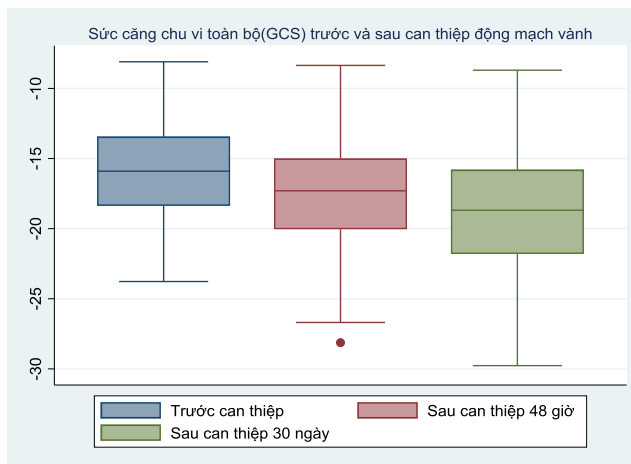 Sức căng chu vi toàn bộ(GCS) trước và sau can thiệp động mạch vành
-10
-15
-20
-25
-30
Trước can thiệp
Sau can thiệp 48 giờ
Sau can thiệp 30 ngày